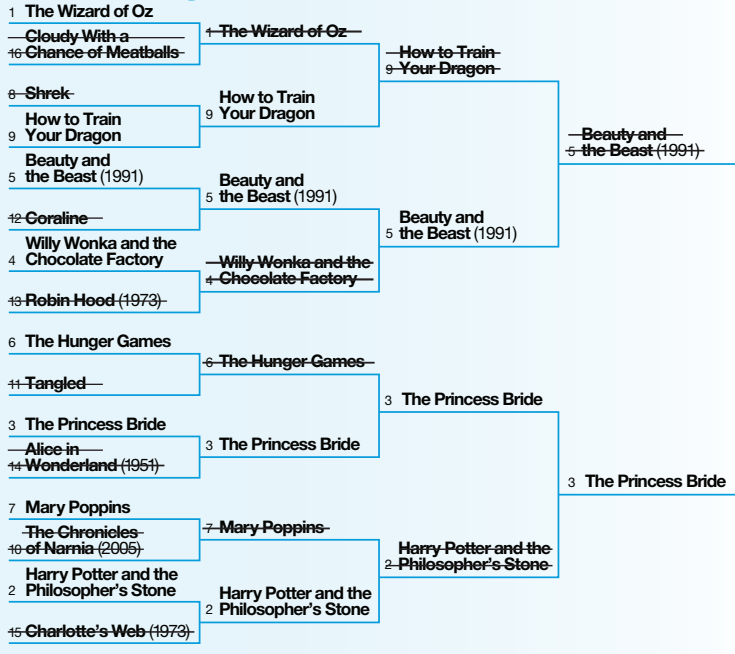 1 The Wizard of Oz
Cloudy With a
16 Chance of Meatballs
8 Shrek
How to Train
9 Your Dragon
Beauty and
5 the Beast (1991)
12 Coraline
Willy Wonka and the
4 Chocolate Factory
13 Robin Hood (1973)
6 The Hunger Games
11 Tangled
3 The Princess Bride
Alice in
14 Wonderland (1951)
7 Mary Poppins
The Chronicles
10 of Narnia (2005)
Harry Potter and the
2 Philosopher's Stone
15 Charlotte's Web (1973)
1 The Wizard of Oz
How to Train
9 Your Dragon
Beauty and
5 the Beast (1991)
Willy Wonka and the
4 Chocolate Factory
6 The Hunger Games
3 The Princess Bride
7 Mary Poppins
Harry Potter and the
2 Philosopher's Stone
How to Train
9 Your Dragon
Beauty and
5 the Beast (1991)
3 The Princess Bride
Harry Potter and the
2 Philosopher's Stone
Beauty and
5 the Beast (1991)
3 The Princess Bride